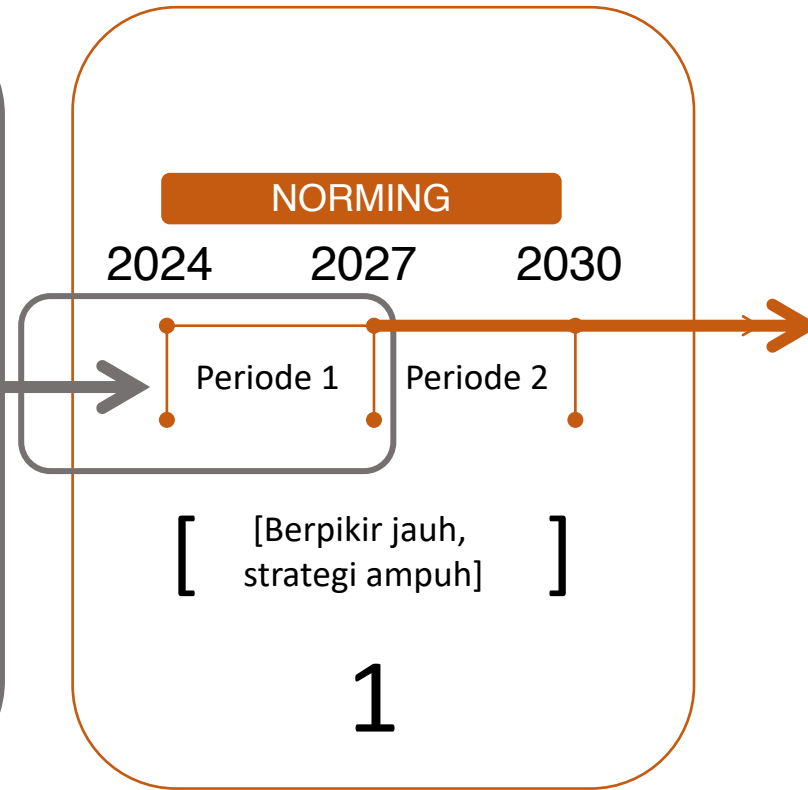 NORMING
2024 2027 2030
Periode 1 Periode 2
[ [Berpikir jauh, ]
strategi ampuh]
1